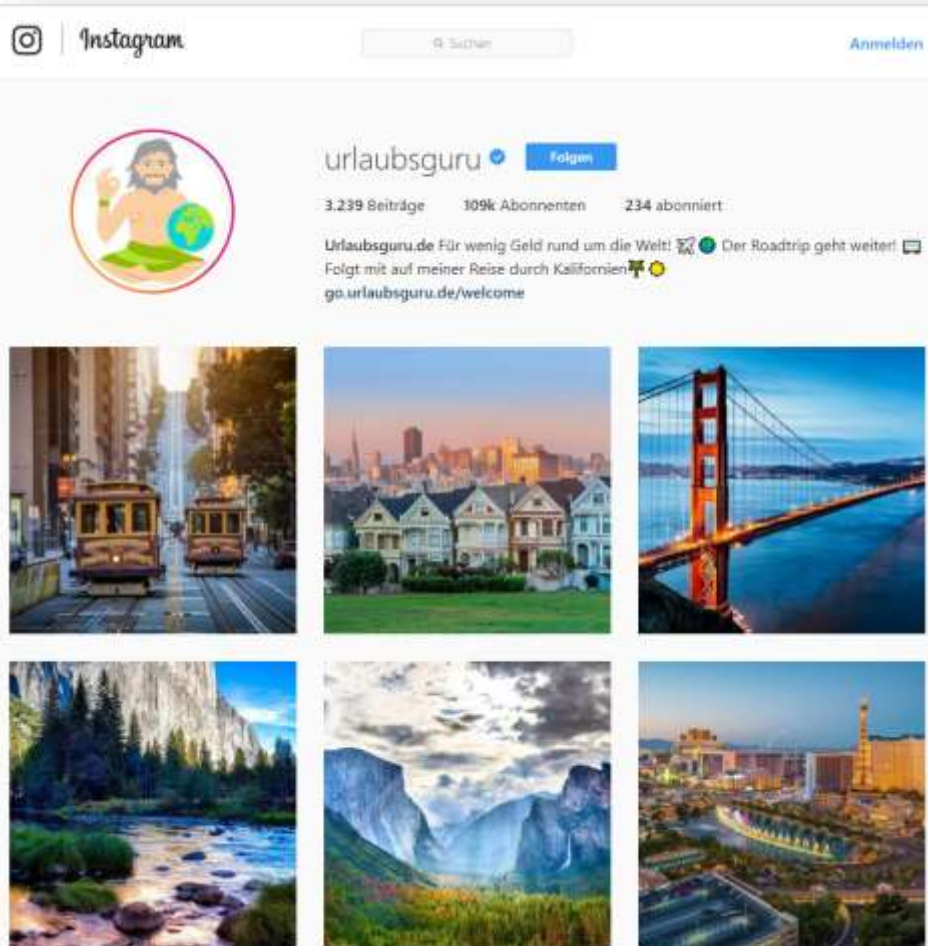 Instagram
Suchen
Anmelden
urlaubsguru
Folgen
3.239 Beiträge 109k Abonnenten 234 abonniert
Urlaubsguru.de Für wenig Geld rund um die Welt! Der Roadtrip geht weiter!
Folgt mit auf meiner Reise durch Kalifornien
go.urlaubsguru.de/welcome